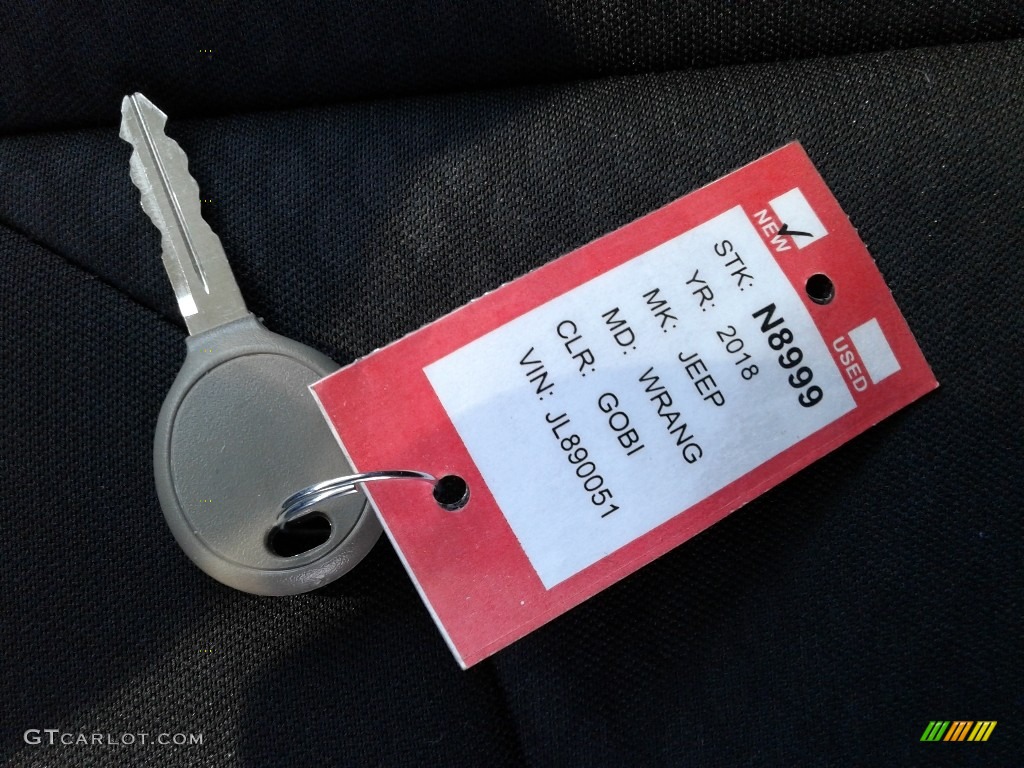 NEW
USED
STK: N8999
YR: 2018
MK: JEEP
MD: WRANG
CLR: GOBI
VIN: JL890051
GTCARLOT.COM